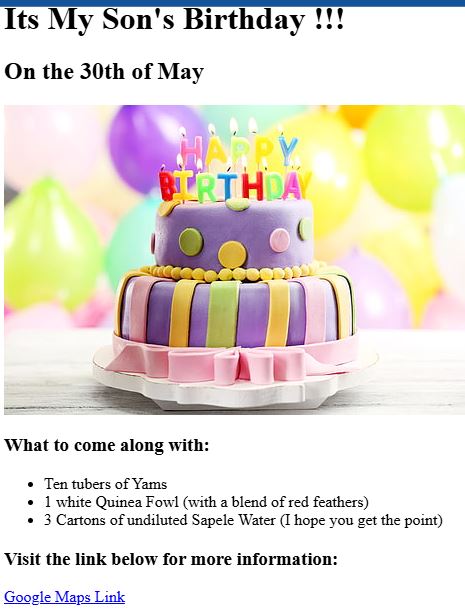 Its My Son's Birthday !!!
On the 30th of May
HAPPY
BIRTHDAY
What to come along with:
Ten tubers of Yams
1 white Quinea Fowl (with a blend of red feathers)
3 Cartons of undiluted Sapele Water (I hope you get the point)
Visit the link below for more information:
Google Maps Link